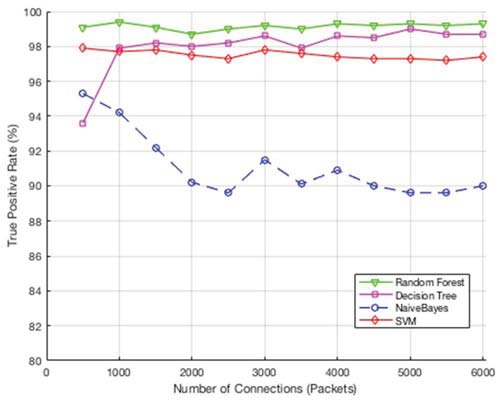 100
98
96
94
92
90
88
86
84
82
80
True Positive Rate (%)
Random Forest
Decision Tree
NaiveBayes
SVM
0 1000 2000 3000 4000 5000 6000
Number of Connections (Packets)